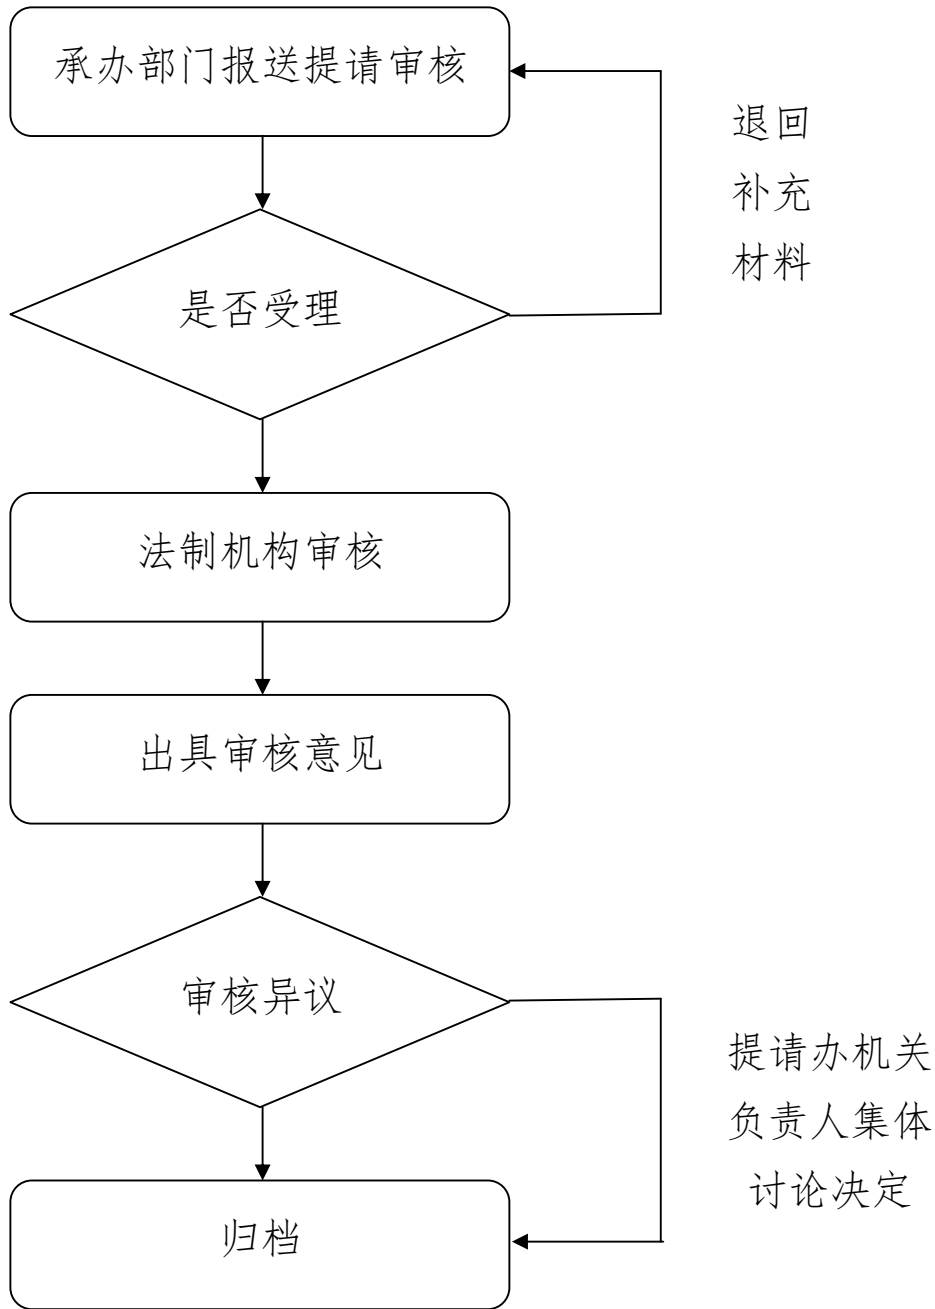 承办部门报送提请审核
退回
补充
材料
是否受理
法制机构审核
出具审核意见
审核异议
提请办机关
负责人集体
讨论决定
归档